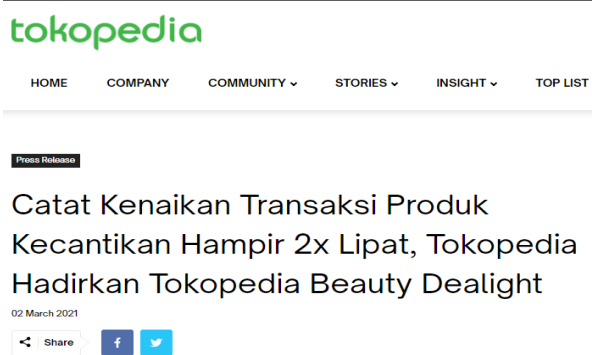 tokopedia
HOME COMPANY COMMUNITY STORIES INSIGHT TOP LIST
Press Release
Catat Kenaikan Transaksi Produk
Kecantikan Hampir 2x Lipat, Tokopedia
Hadirkan Tokopedia Beauty Dealight
02 March 2021
Share f